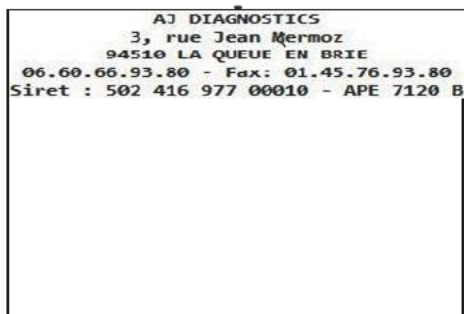 AJ DIAGNOSTICS
3, rue Jean Mermoz
94510 LA QUEUE EN BRIE
06.60.66.93.80 - Fax: 01.45.76.93.80
Siret : 502 416 977 00010 - APE 7120 B